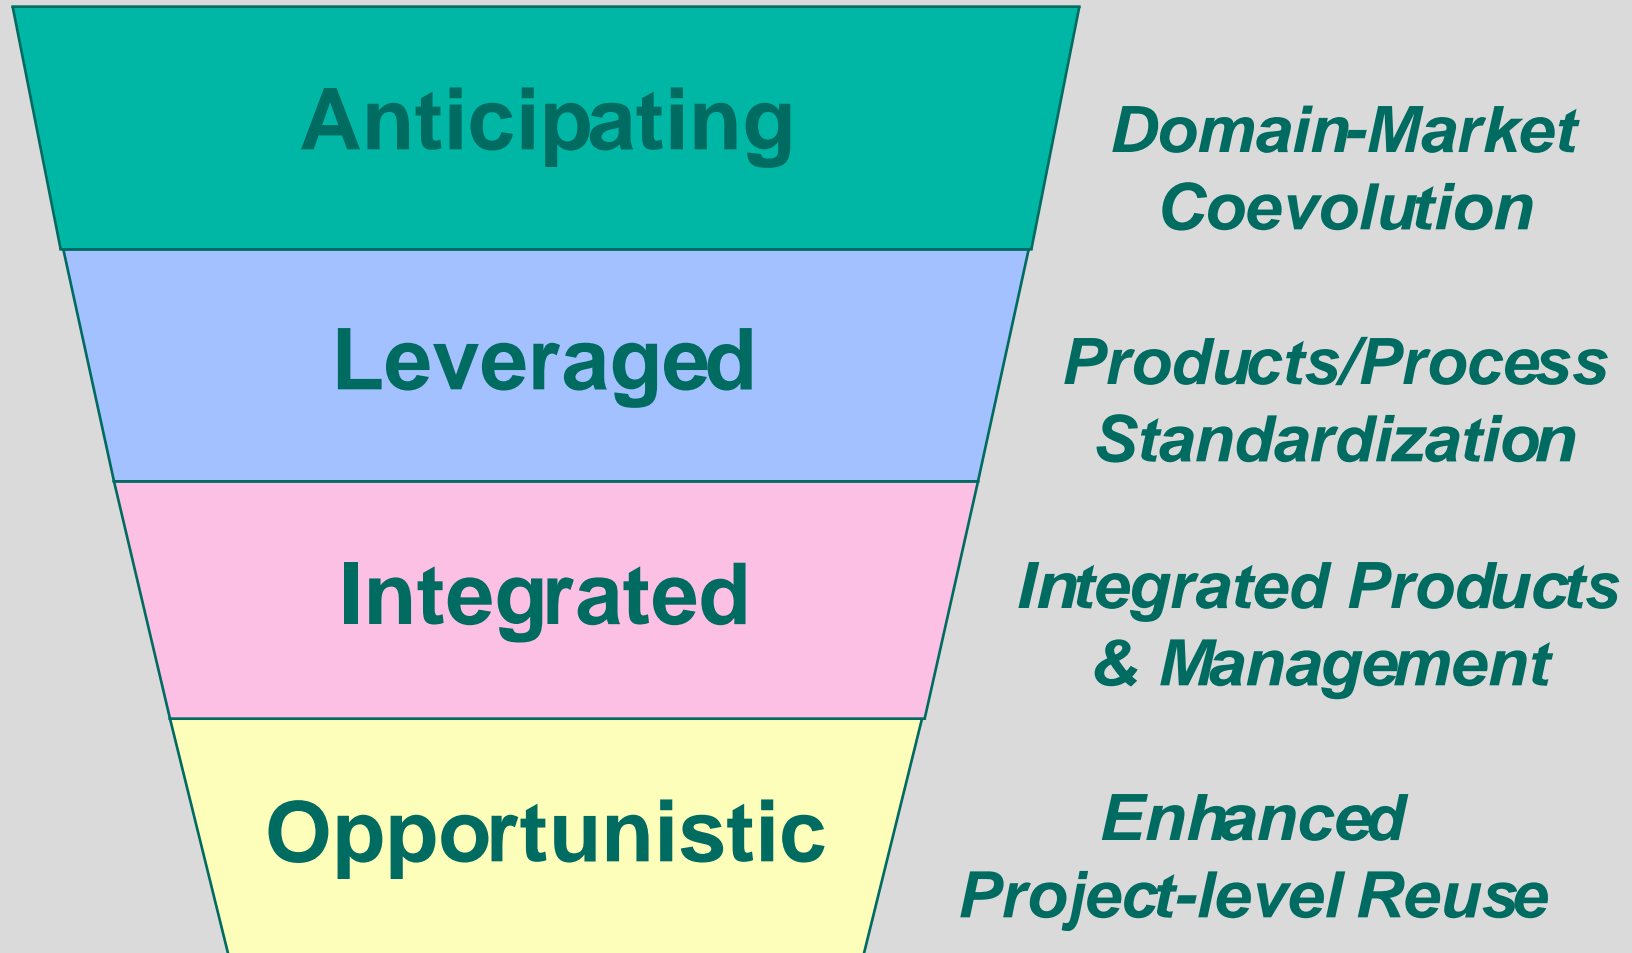 Anticipating
Domain-Market
Coevolution
Leveraged
Products/Process
Standardization
Integrated
Integrated Products
& Management
Opportunistic
Enhanced
Project-level Reuse